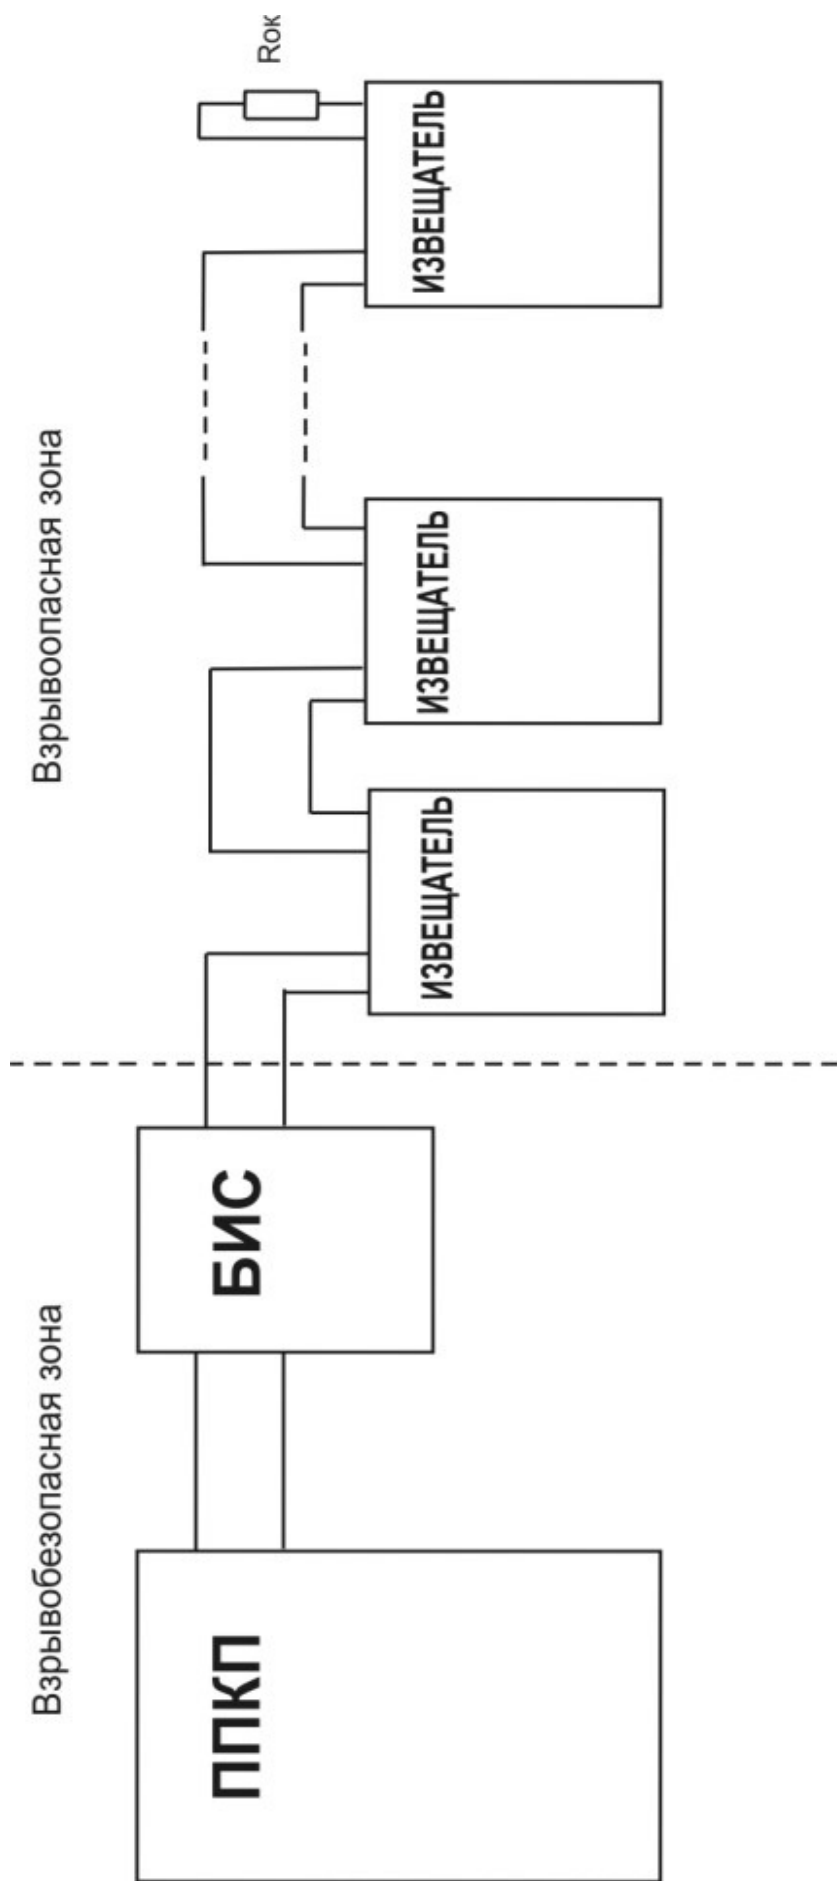 Взрывобезопасная зона
Взрывоопасная зона
ППКП
БИС
ИЗВЕЩАТЕЛЬ
ИЗВЕЩАТЕЛЬ
ИЗВЕЩАТЕЛЬ
Rок